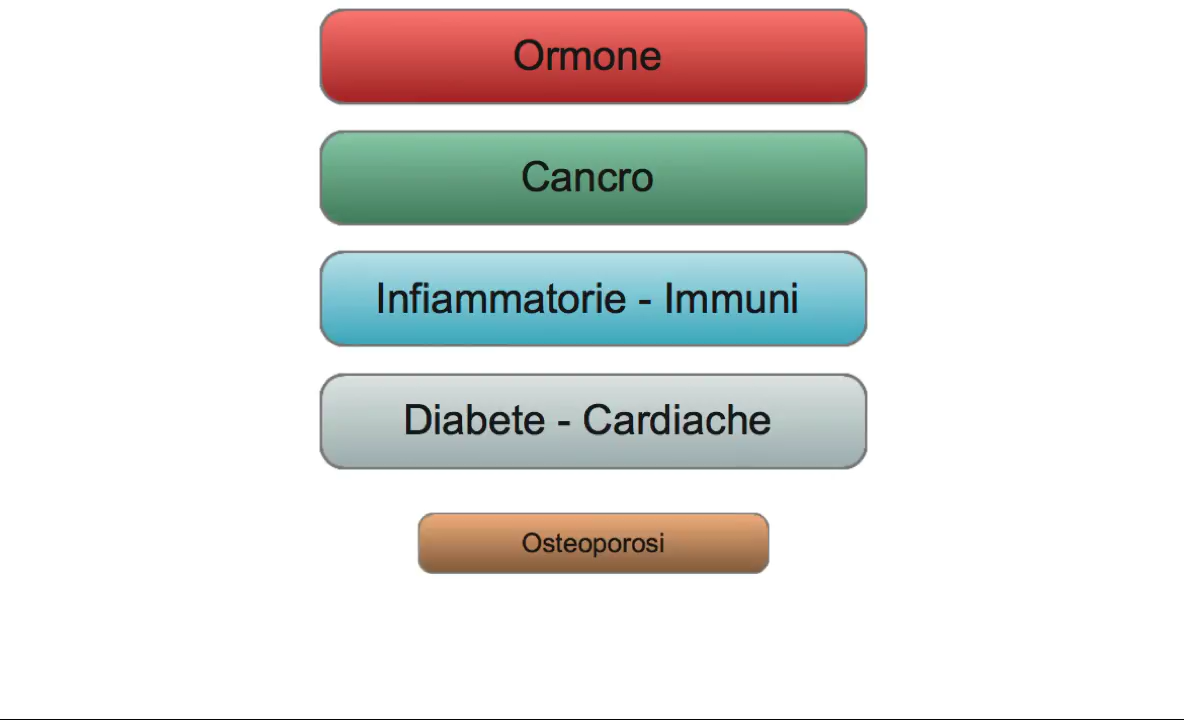 Ormone
Cancro
Infiammatorie - Immuni
Diabete - Cardiache
Osteoporosi